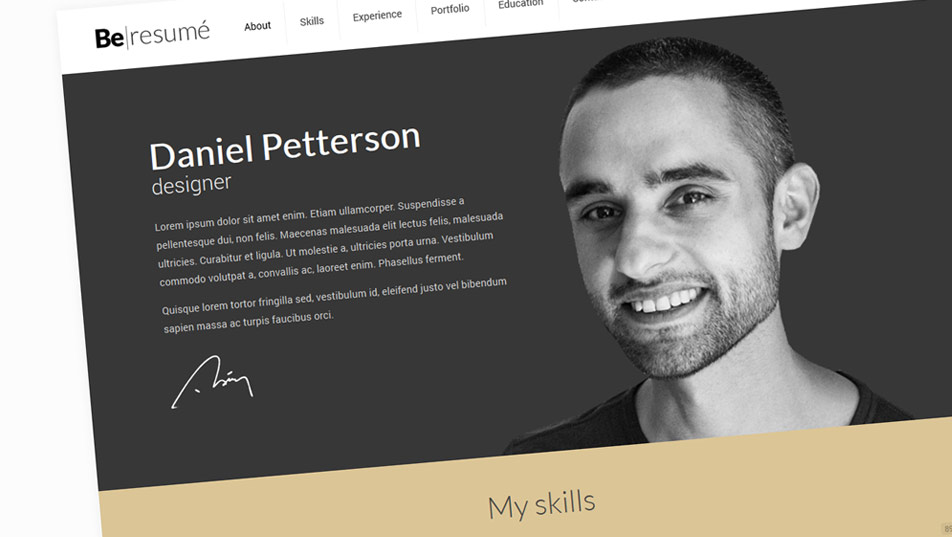 Be|resumé
About
Skills
Experience
Portfolio
Education
Daniel Petterson
designer
Lorem ipsum dolor sit amet enim. Etiam ullamcorper. Suspendisse a
pellentesque dui, non felis. Maecenas malesuada elit lectus felis, malesuada
ultricies. Curabitur et ligula. Ut molestie a, ultricies porta urna. Vestibulum
commodo volutpat a, convallis ac, laoreet enim. Phasellus ferment.
Quisque lorem tortor fringilla sed, vestibulum id, eleifend justo vel bibendum
sapien massa ac turpis faucibus orci.
My skills